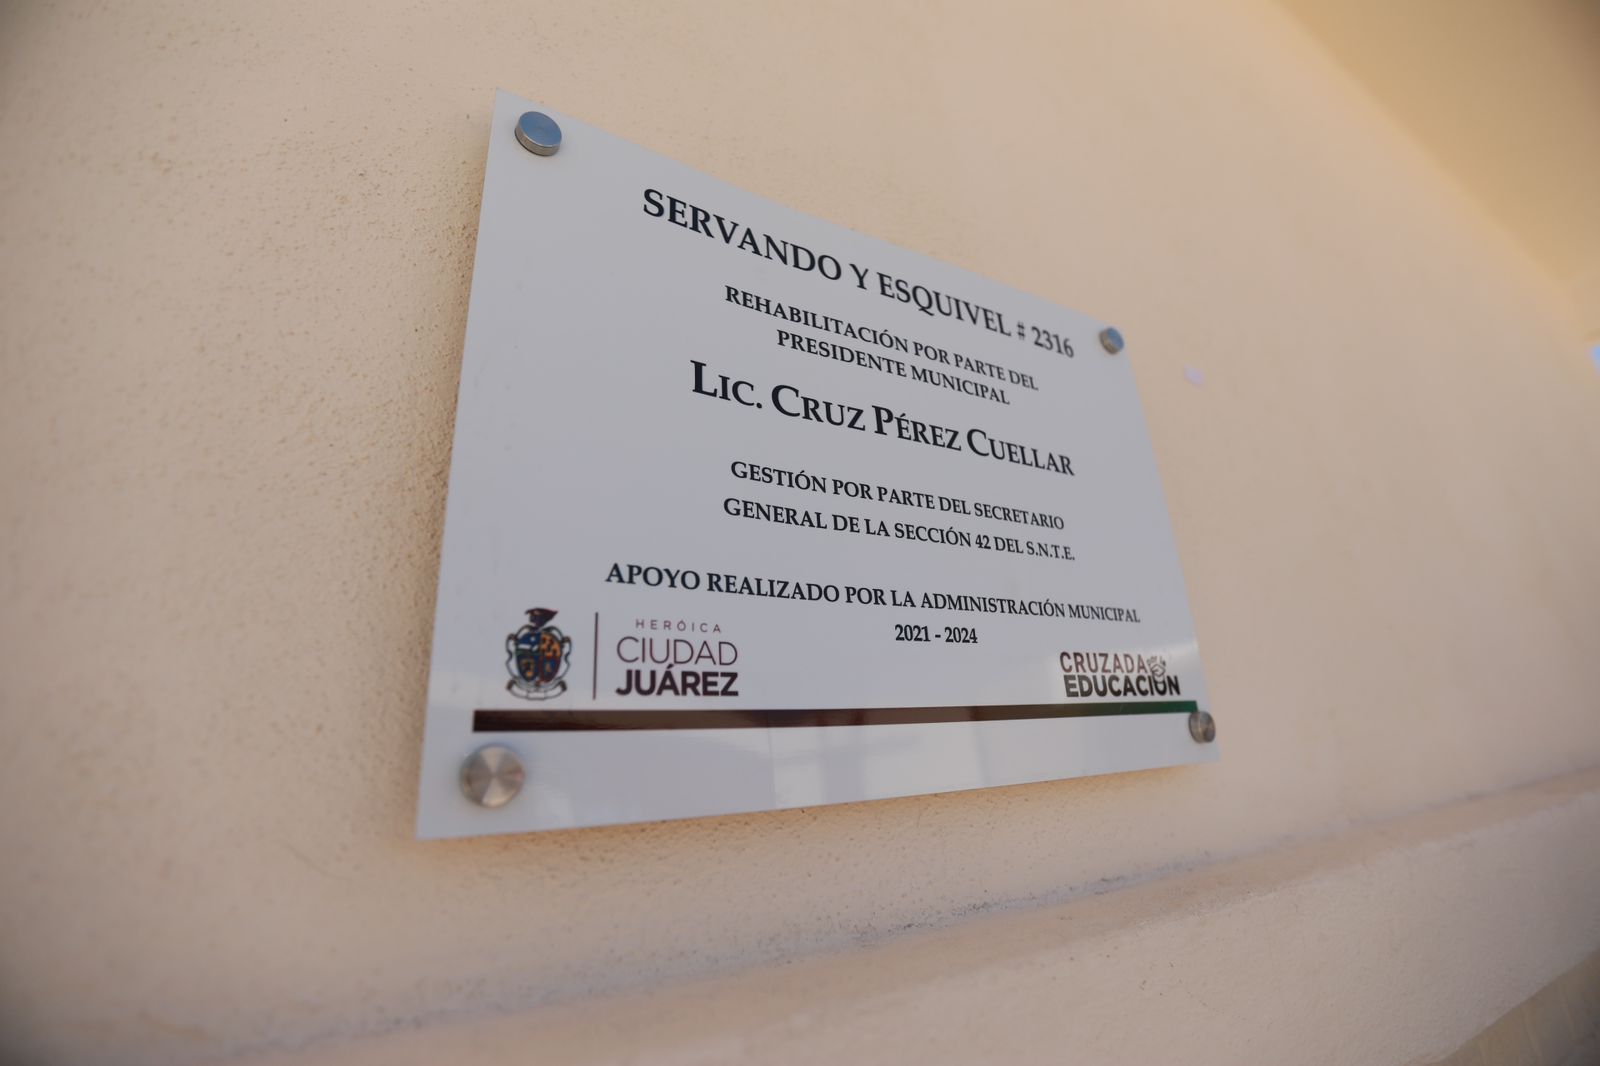 SERVANDO Y ESQUIVEL # 2316
REHABILITACIÓN POR PARTE DEL
PRESIDENTE MUNICIPAL
LIC. CRUZ PÉREZ CUELLAR
GESTIÓN POR PARTE DEL SECRETARIO
GENERAL DE LA SECCIÓN 42 DEL S.N.T.E.
APOYO REALIZADO POR LA ADMINISTRACIÓN MUNICIPAL
2021 - 2024
HERÓICA
CIUDAD
JUÁREZ
CRUZADA
EDUCACIÓN